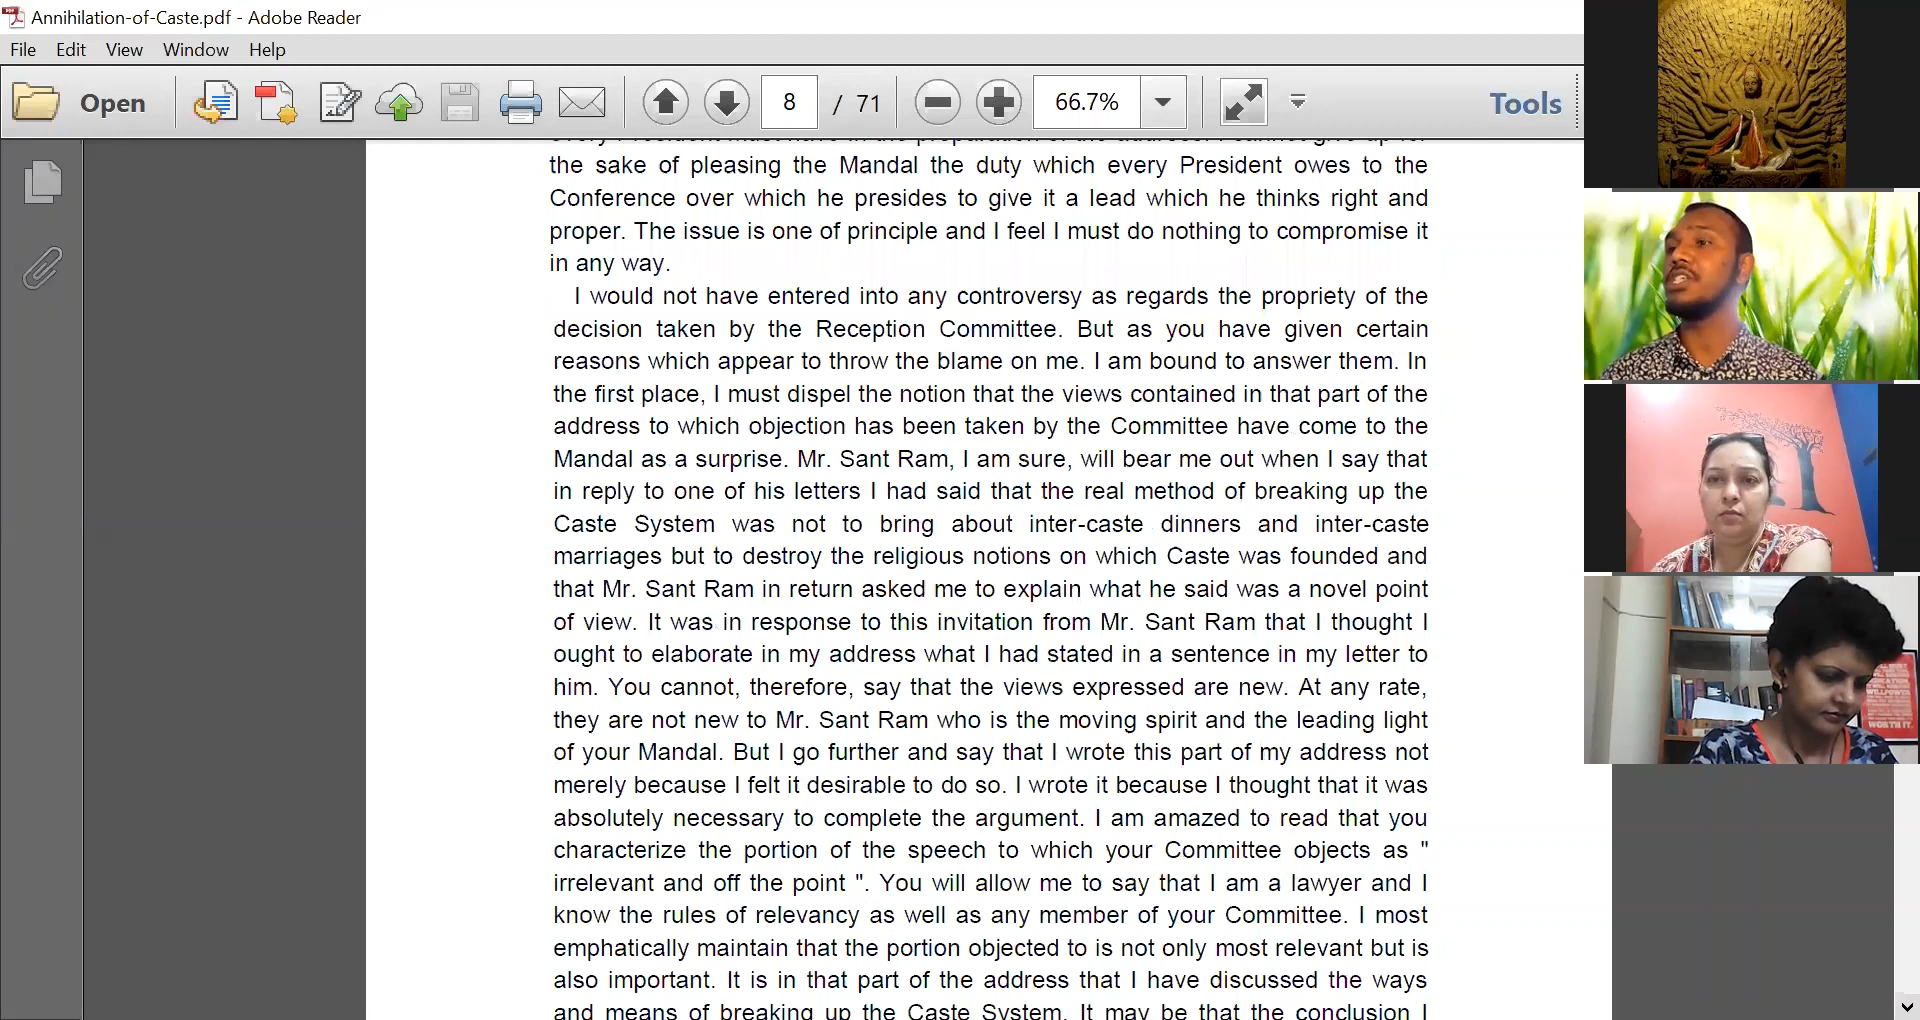 Annihilation-of-Caste.pdf - Adobe Reader
File Edit View Window Help
Open 8 / 71 66.7% Tools
every President must have in the preparation of the address. I cannot give up for
the sake of pleasing the Mandal the duty which every President owes to the
Conference over which he presides to give it a lead which he thinks right and
proper. The issue is one of principle and I feel I must do nothing to compromise it
in any way.
I would not have entered into any controversy as regards the propriety of the
decision taken by the Reception Committee. But as you have given certain
reasons which appear to throw the blame on me. I am bound to answer them. In
the first place, I must dispel the notion that the views contained in that part of the
address to which objection has been taken by the Committee have come to the
Mandal as a surprise. Mr. Sant Ram, I am sure, will bear me out when I say that
in reply to one of his letters I had said that the real method of breaking up the
Caste System was not to bring about inter-caste dinners and inter-caste
marriages but to destroy the religious notions on which Caste was founded and
that Mr. Sant Ram in return asked me to explain what he said was a novel point
of view. It was in response to this invitation from Mr. Sant Ram that I thought I
ought to elaborate in my address what I had stated in a sentence in my letter to
him. You cannot, therefore, say that the views expressed are new. At any rate,
they are not new to Mr. Sant Ram who is the moving spirit and the leading light
of your Mandal. But I go further and say that I wrote this part of my address not
merely because I felt it desirable to do so. I wrote it because I thought that it was
absolutely necessary to complete the argument. I am amazed to read that you
characterize the portion of the speech to which your Committee objects as "
irrelevant and off the point ". You will allow me to say that I am a lawyer and I
know the rules of relevancy as well as any member of your Committee. I most
emphatically maintain that the portion objected to is not only most relevant but is
also important. It is in that part of the address that I have discussed the ways
and means of breaking up the Caste System. It may be that the conclusion I
WILLPOWER
WORTH IT.